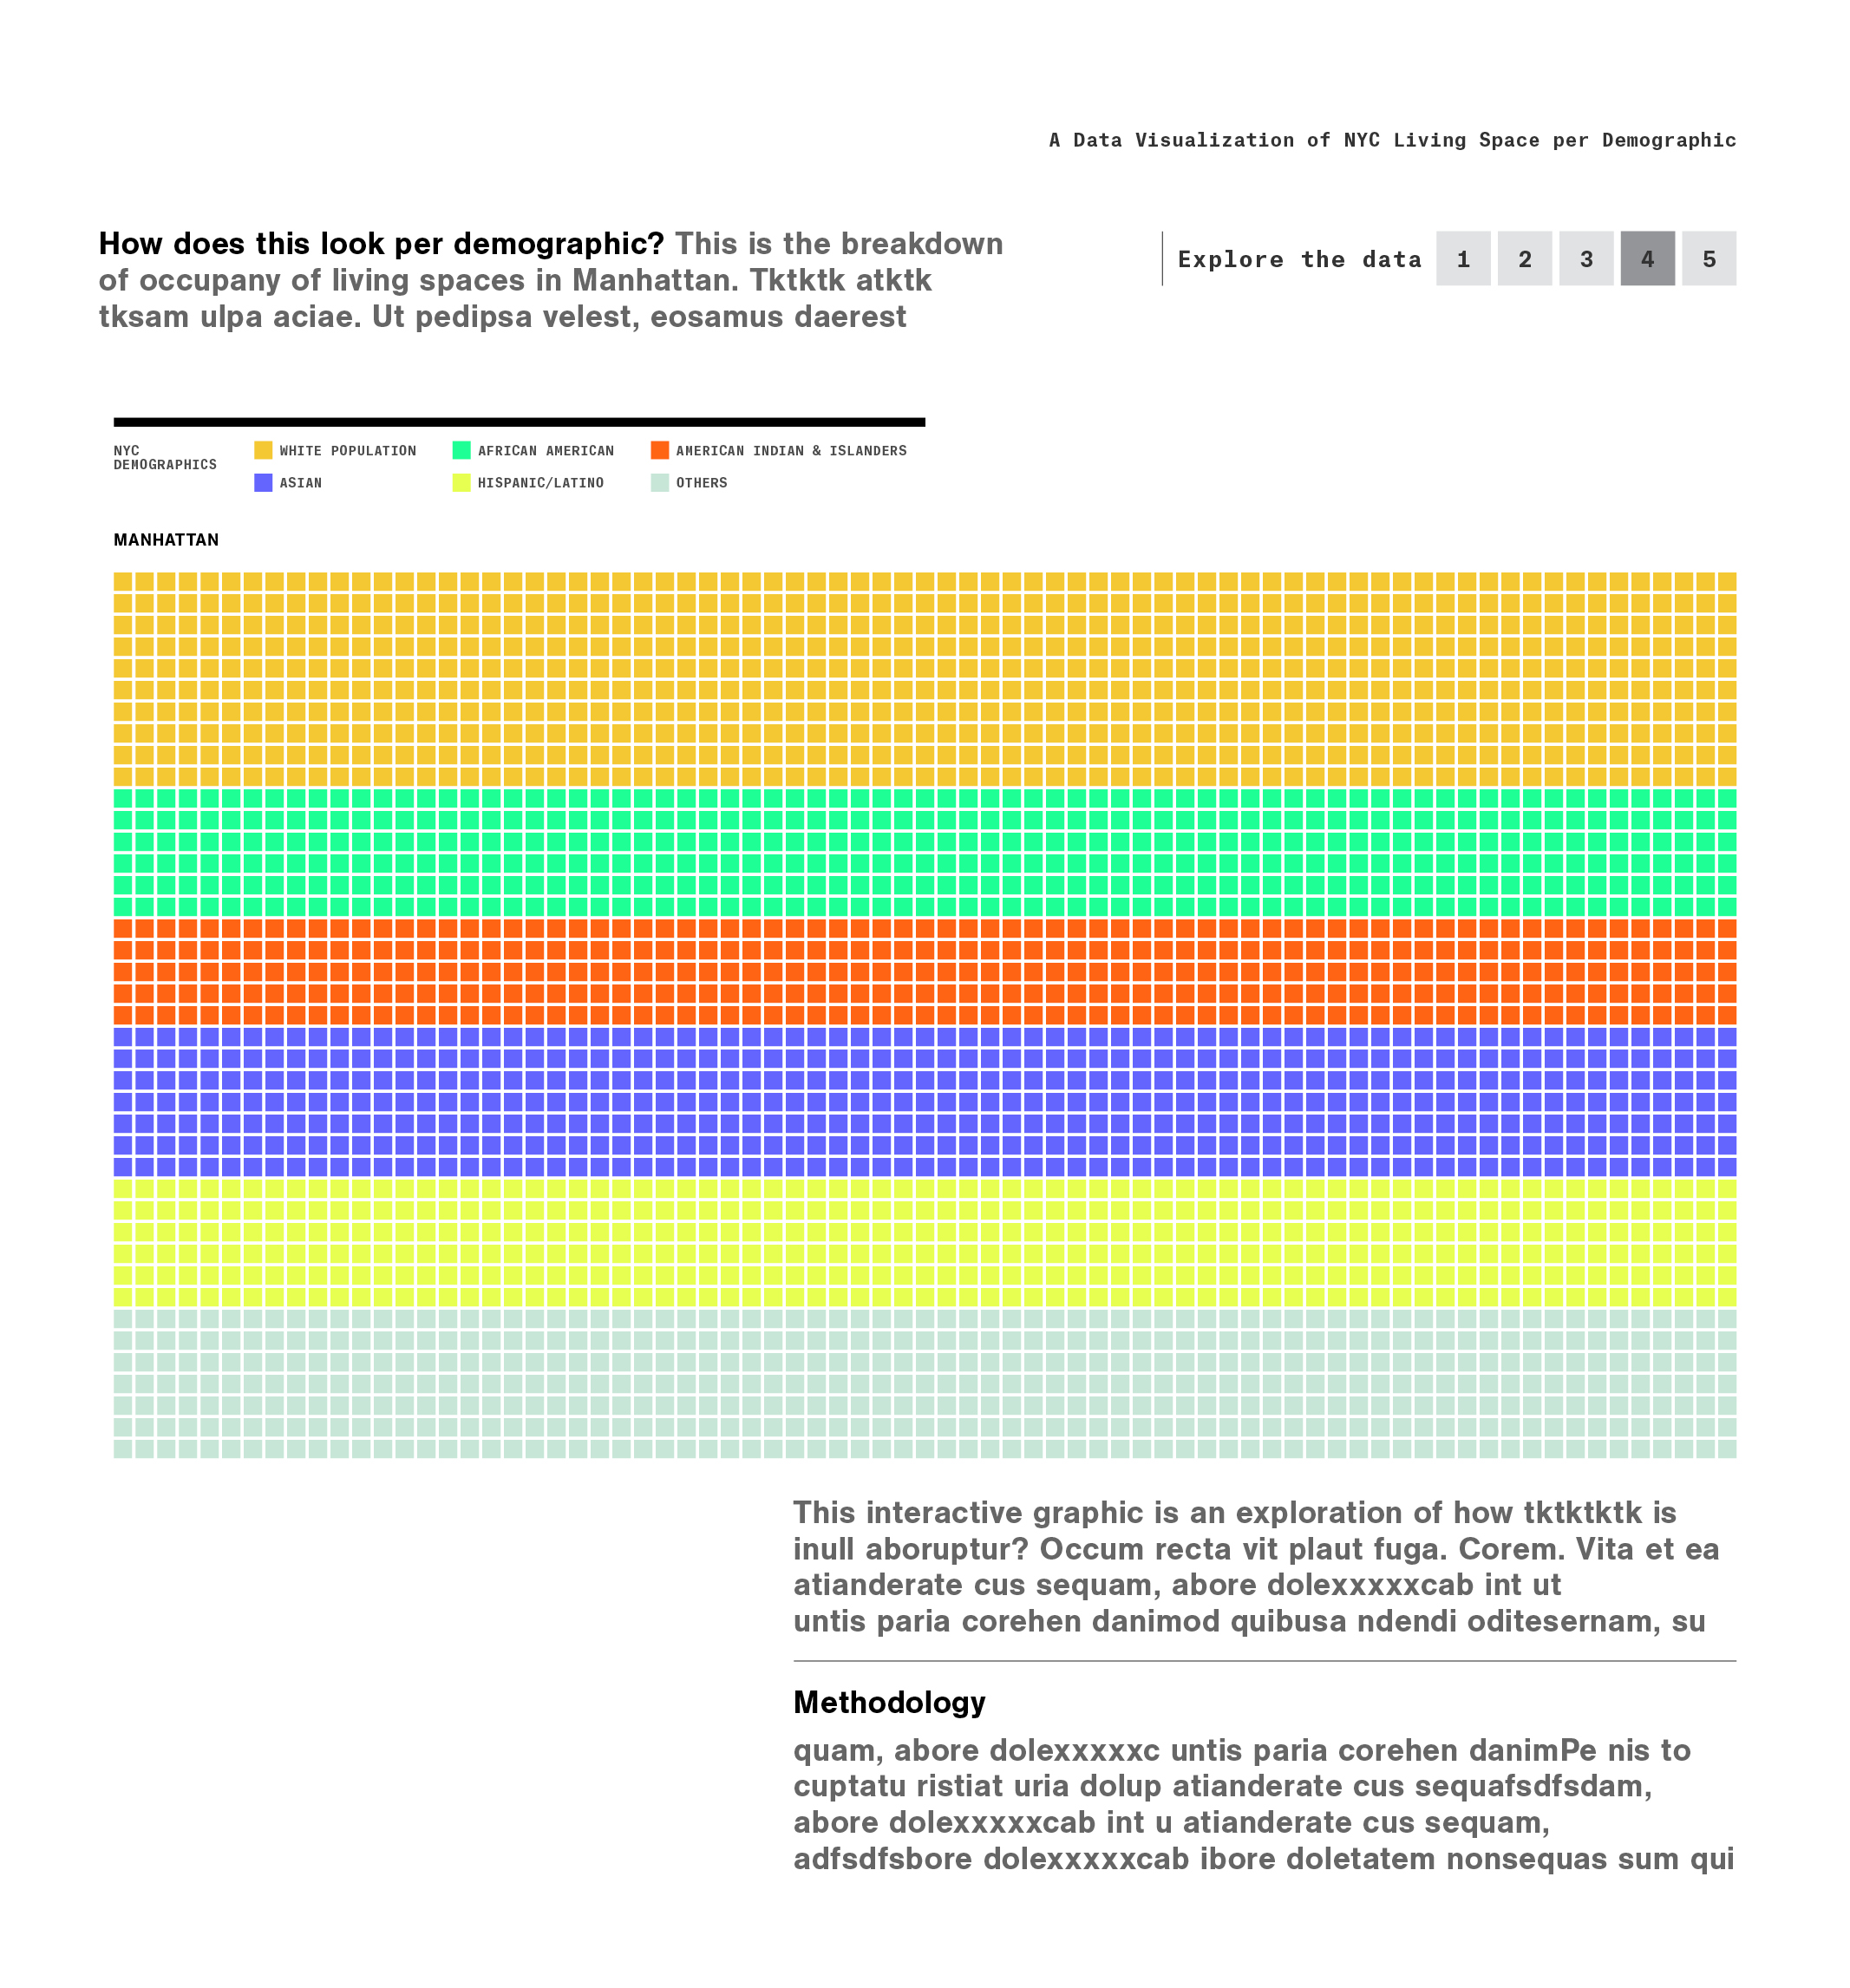 A Data Visualization of NYC Living Space per Demographic
How does this look per demographic? This is the breakdown
of occupany of living spaces in Manhattan. Tktktk atktk
tksam ulpa aciae. Ut pedipsa velest, eosamus daerest
Explore the data 1 2 3 4 5
NYC
DEMOGRAPHICS
WHITE POPULATION
AFRICAN AMERICAN
AMERICAN INDIAN & ISLANDERS
ASIAN
HISPANIC/LATINO
OTHERS
MANHATTAN
This interactive graphic is an exploration of how tktktktk is
inull aboruptur? Occum recta vit plaut fuga. Corem. Vita et ea
atianderate cus sequam, abore dolexxxxxcab int ut
untis paria corehen danimod quibusa ndendi oditesernam, su
Methodology
quam, abore dolexxxxxc untis paria corehen danimPe nis to
cuptatu ristiat uria dolup atianderate cus sequafsdfsdam,
abore dolexxxxxcab int u atianderate cus sequam,
adfsdfsbore dolexxxxxcab ibore doletatem nonsequas sum qui